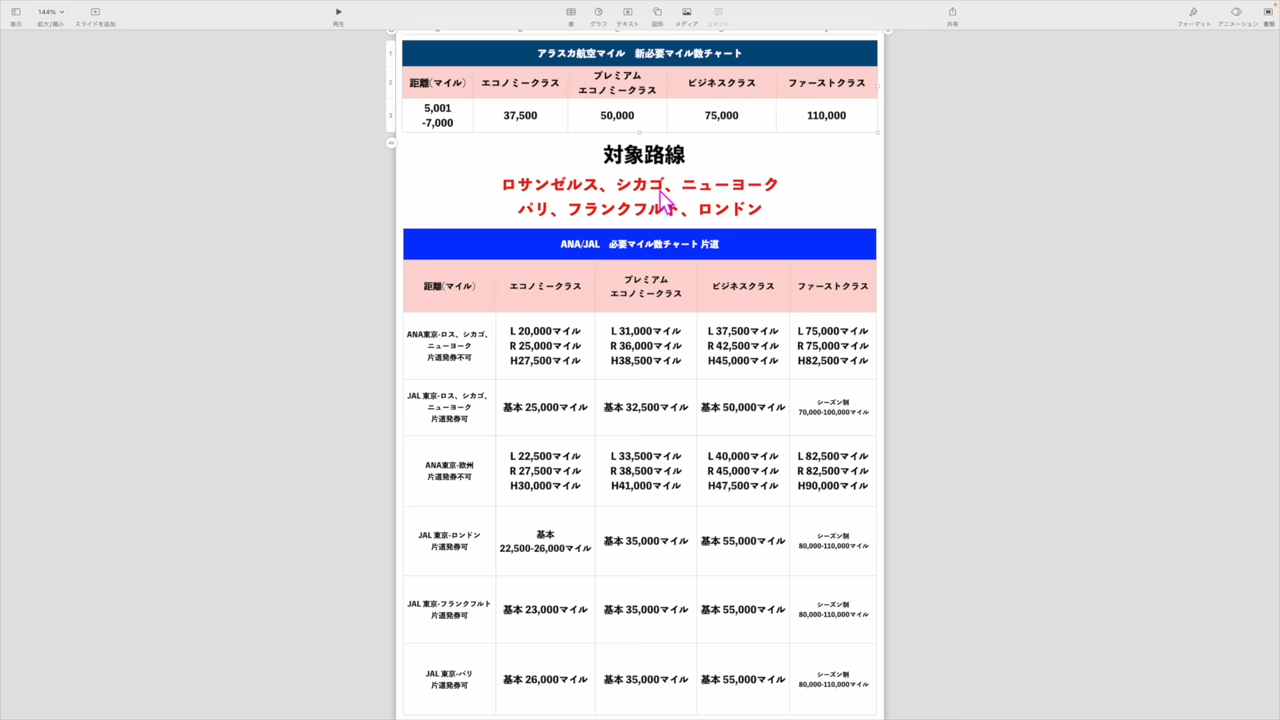 144%
表示
拡大/縮小
スライドを追加
再生
表
グラフ
テキスト
図形
メディア
コメント
共有
フォーマット
アニメーション
書類
アラスカ航空マイル 新必要マイル数チャート
距離(マイル)
エコノミークラス
プレミアム
エコノミークラス
ビジネスクラス
ファーストクラス
5,001
-7,000
37,500
50,000
75,000
110,000
1
2
3
対象路線
ロサンゼルス、シカゴ、ニューヨーク
パリ、フランクフルト、ロンドン
ANA/JAL 必要マイル数チャート 片道
距離(マイル)
エコノミークラス
プレミアム
エコノミークラス
ビジネスクラス
ファーストクラス
ANA東京-ロス、シカゴ、
ニューヨーク
片道発券不可
L 20,000マイル
R 25,000マイル
H27,500マイル
L 31,000マイル
R 36,000マイル
H38,500マイル
L 37,500マイル
R 42,500マイル
H45,000マイル
L 75,000マイル
R 75,000マイル
H82,500マイル
JAL 東京-ロス、シカゴ、
ニューヨーク
片道発券可
基本 25,000マイル
基本 32,500マイル
基本 50,000マイル
シーズン制
70,000-100,000マイル
ANA東京-欧州
片道発券不可
L 22,500マイル
R 27,500マイル
H30,000マイル
L 33,500マイル
R 38,500マイル
H41,000マイル
L 40,000マイル
R 45,000マイル
H47,500マイル
L 82,500マイル
R 82,500マイル
H90,000マイル
JAL 東京-ロンドン
片道発券可
基本
22,500-26,000マイル
基本 35,000マイル
基本 55,000マイル
シーズン制
80,000-110,000マイル
JAL 東京-フランクフルト
片道発券可
基本 23,000マイル
基本 35,000マイル
基本 55,000マイル
シーズン制
80,000-110,000マイル
JAL 東京-パリ
片道発券可
基本 26,000マイル
基本 35,000マイル
基本 55,000マイル
シーズン制
80,000-110,000マイル